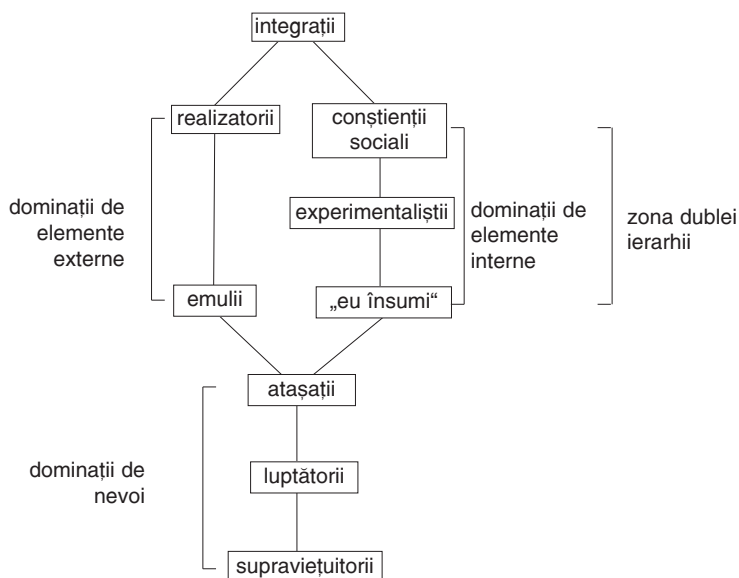 integrații
realizatorii
conștienții
sociali
dominații de
elemente
externe
experimentaliștii
dominații de
elemente
interne
zona dublei
ierarhii
emulii
„eu însumi“
atașații
dominații de
nevoi
luptătorii
supraviețuitorii